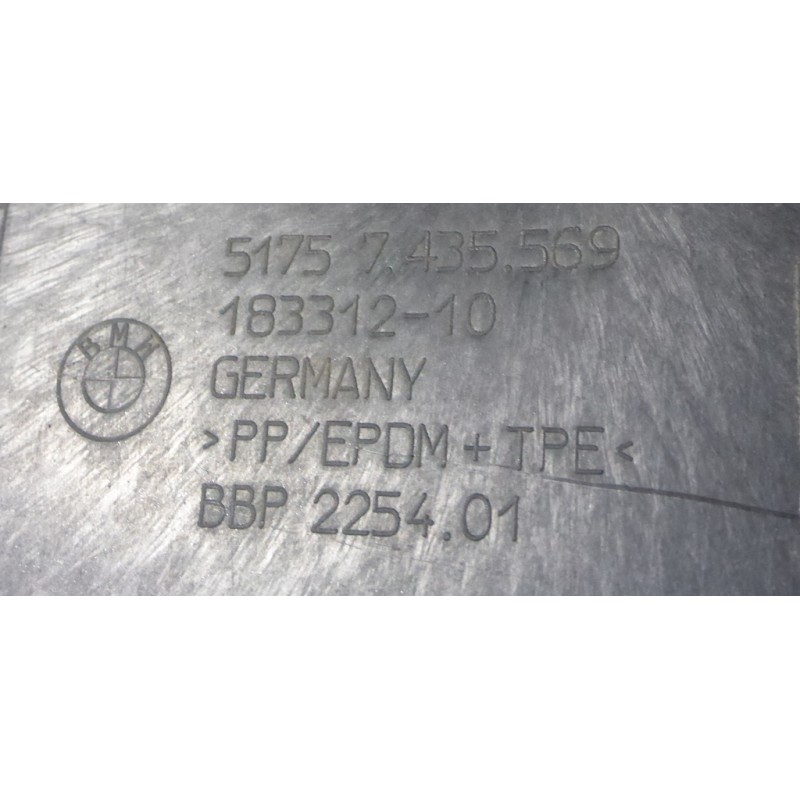 5175 7.435.569
183312-10
BMW
GERMANY
>PP/EPDM + TPE<
BBP 2254.01